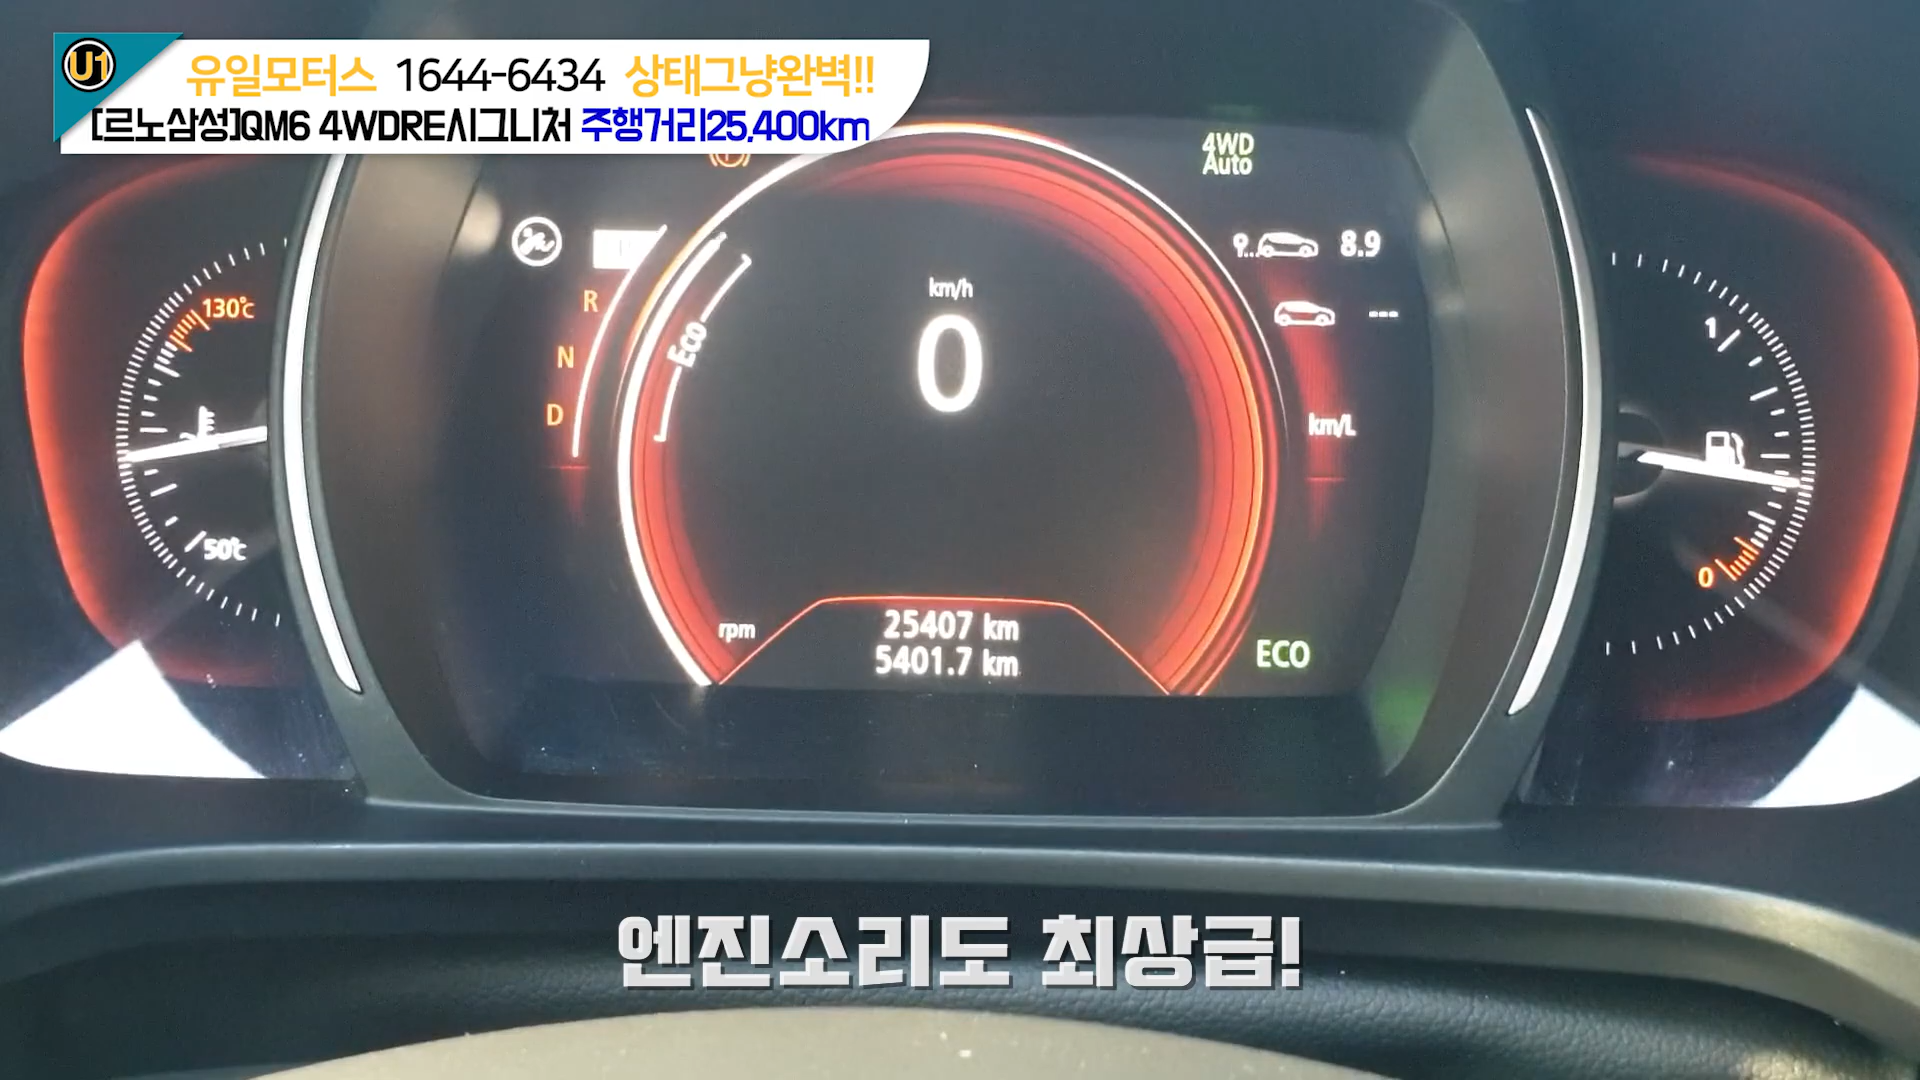 U1
유일모터스 1644-6434 상태그냥완벽!!
[르노삼성]QM6 4WDRE시그니처 주행거리25,400km
4WD
Auto
8.9
---
R
N
D
Eco
km/h
0
km/L
130℃
50℃
1
0
rpm
25407 km
5401.7 km
ECO
엔진소리도 최상급!